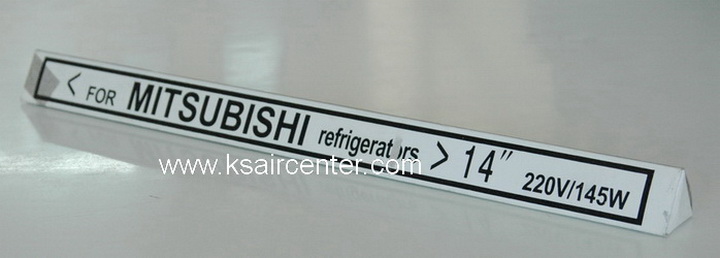 < FOR MITSUBISHI refrigerators > 14" 220V/145W
www.ksaircenter.com